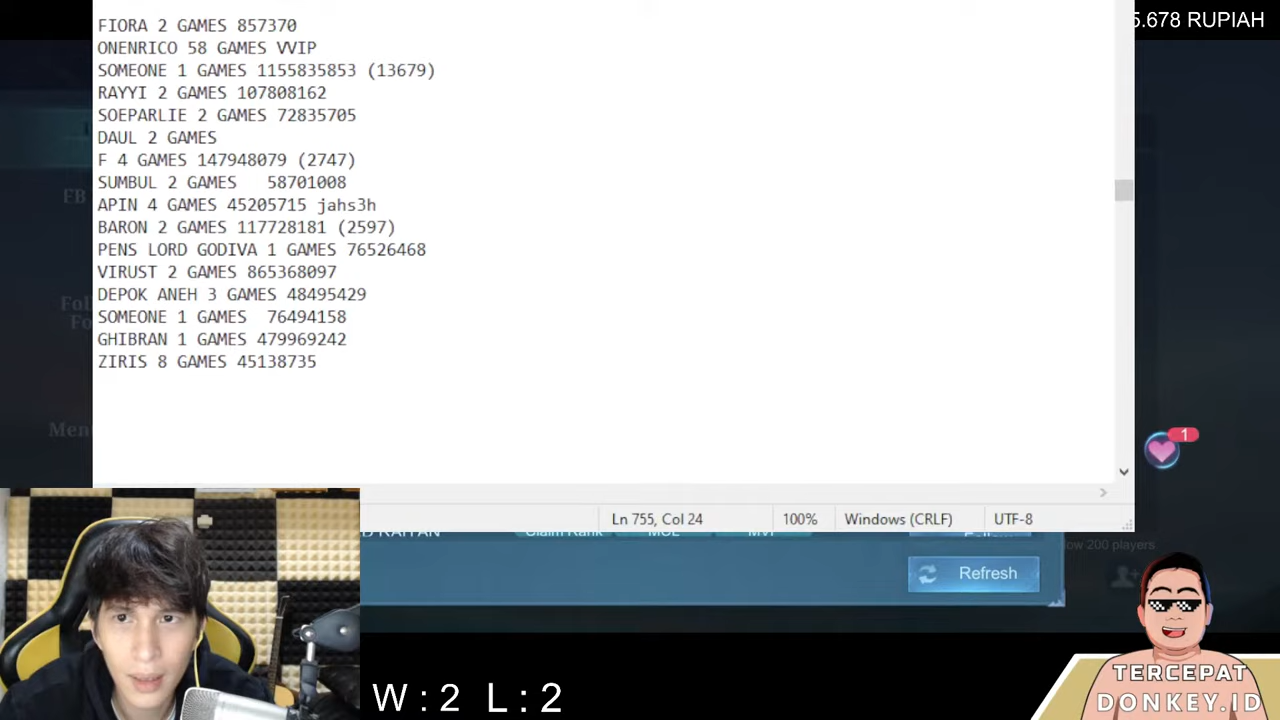 5.678 RUPIAH
FIORA 2 GAMES 857370
ONENRICO 58 GAMES VVIP
SOMEONE 1 GAMES 1155835853 (13679)
RAYYI 2 GAMES 107808162
SOEPARLIE 2 GAMES 72835705
DAUL 2 GAMES
F 4 GAMES 147948079 (2747)
SUMBUL 2 GAMES 58701008
APIN 4 GAMES 45205715 jahs3h
BARON 2 GAMES 117728181 (2597)
PENS LORD GODIVA 1 GAMES 76526468
VIRUST 2 GAMES 865368097
DEPOK ANEH 3 GAMES 48495429
SOMEONE 1 GAMES 76494158
GHIBRAN 1 GAMES 479969242
ZIRIS 8 GAMES 45138735
1
Ln 755, Col 24
100%
Windows (CRLF)
UTF-8
Claim Rank
200 players
Refresh
W : 2 L : 2
TERCEPAT
DONKEY.ID